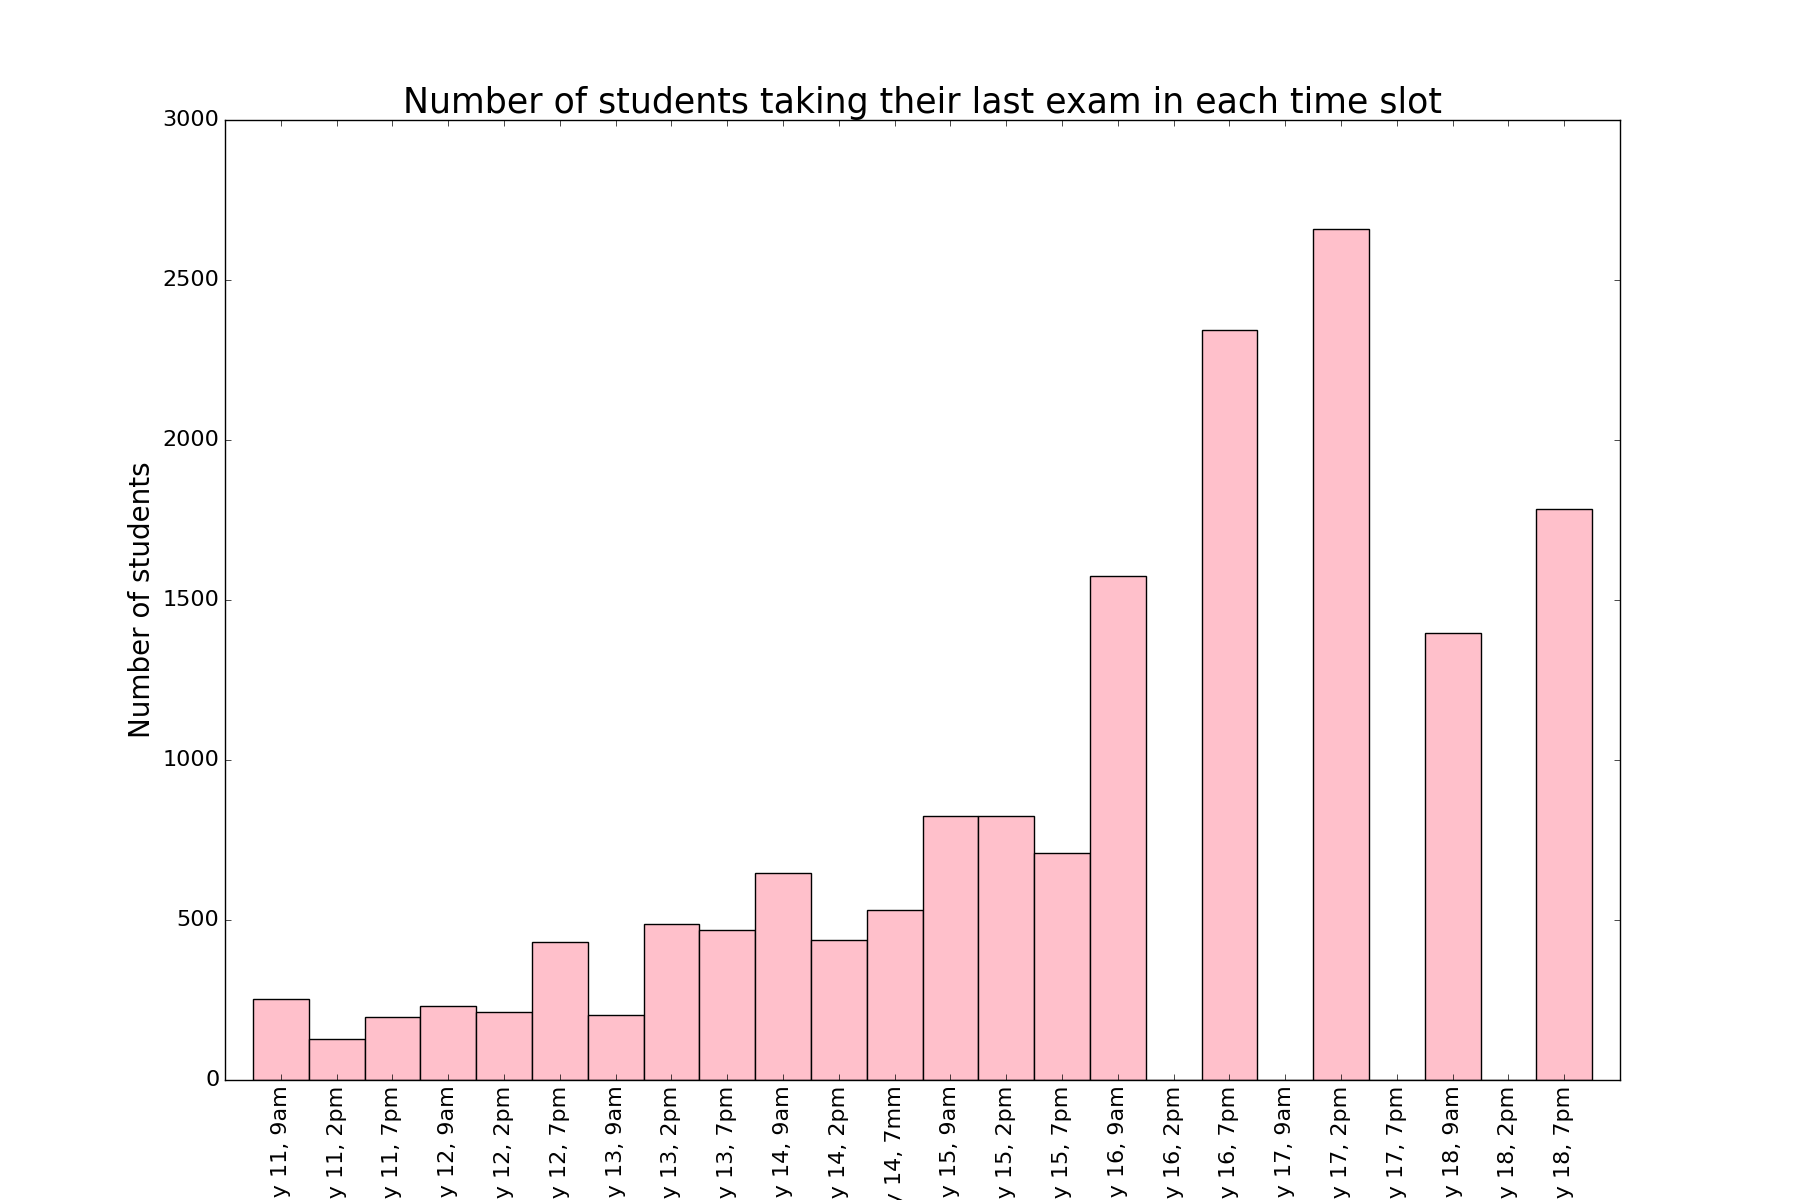 Number of students taking their last exam in each time slot
Number of students
3000
2500
2000
1500
1000
500
0
y 11, 9am
y 11, 2pm
y 11, 7pm
y 12, 9am
y 12, 2pm
y 12, 7pm
y 13, 9am
y 13, 2pm
y 13, 7pm
y 14, 9am
y 14, 2pm
y 14, 7mm
y 15, 9am
y 15, 2pm
y 15, 7pm
y 16, 9am
y 16, 2pm
y 16, 7pm
y 17, 9am
y 17, 2pm
y 17, 7pm
y 18, 9am
y 18, 2pm
y 18, 7pm